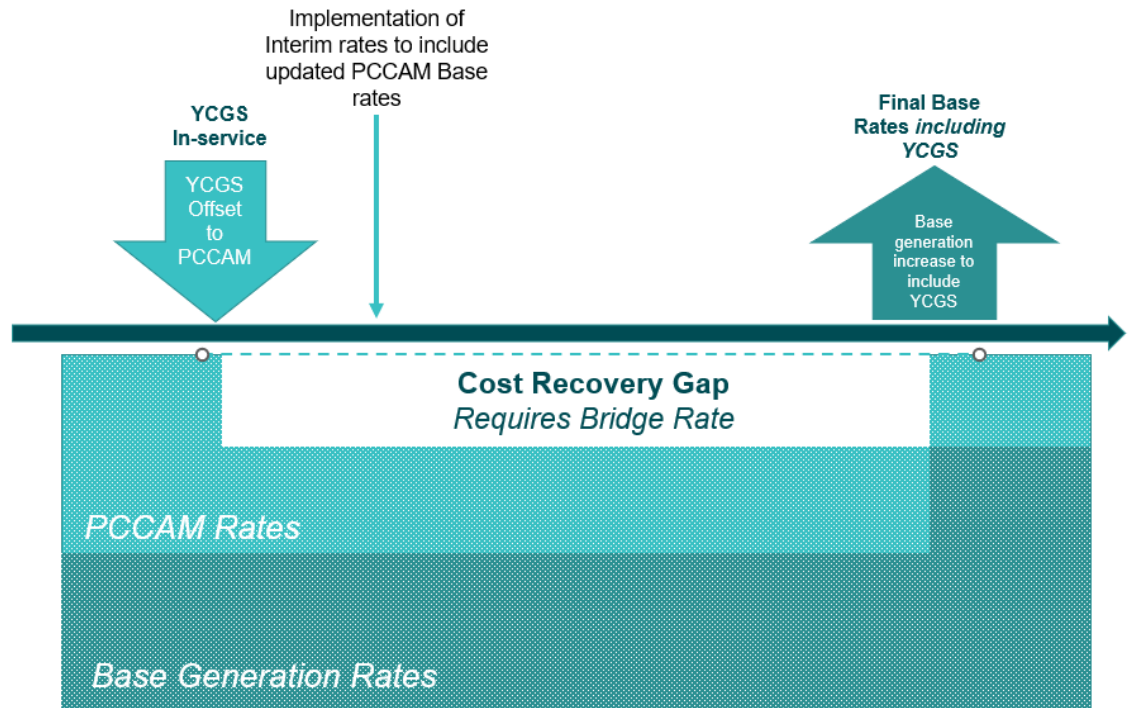 Implementation of
Interim rates to include
updated PCCAM Base
rates
YCGS
In-service
YCGS
Offset
to
PCCAM
Final Base
Rates including
YCGS
Base
generation
increase to
include
YCGS
Cost Recovery Gap
Requires Bridge Rate
PCCAM Rates
Base Generation Rates